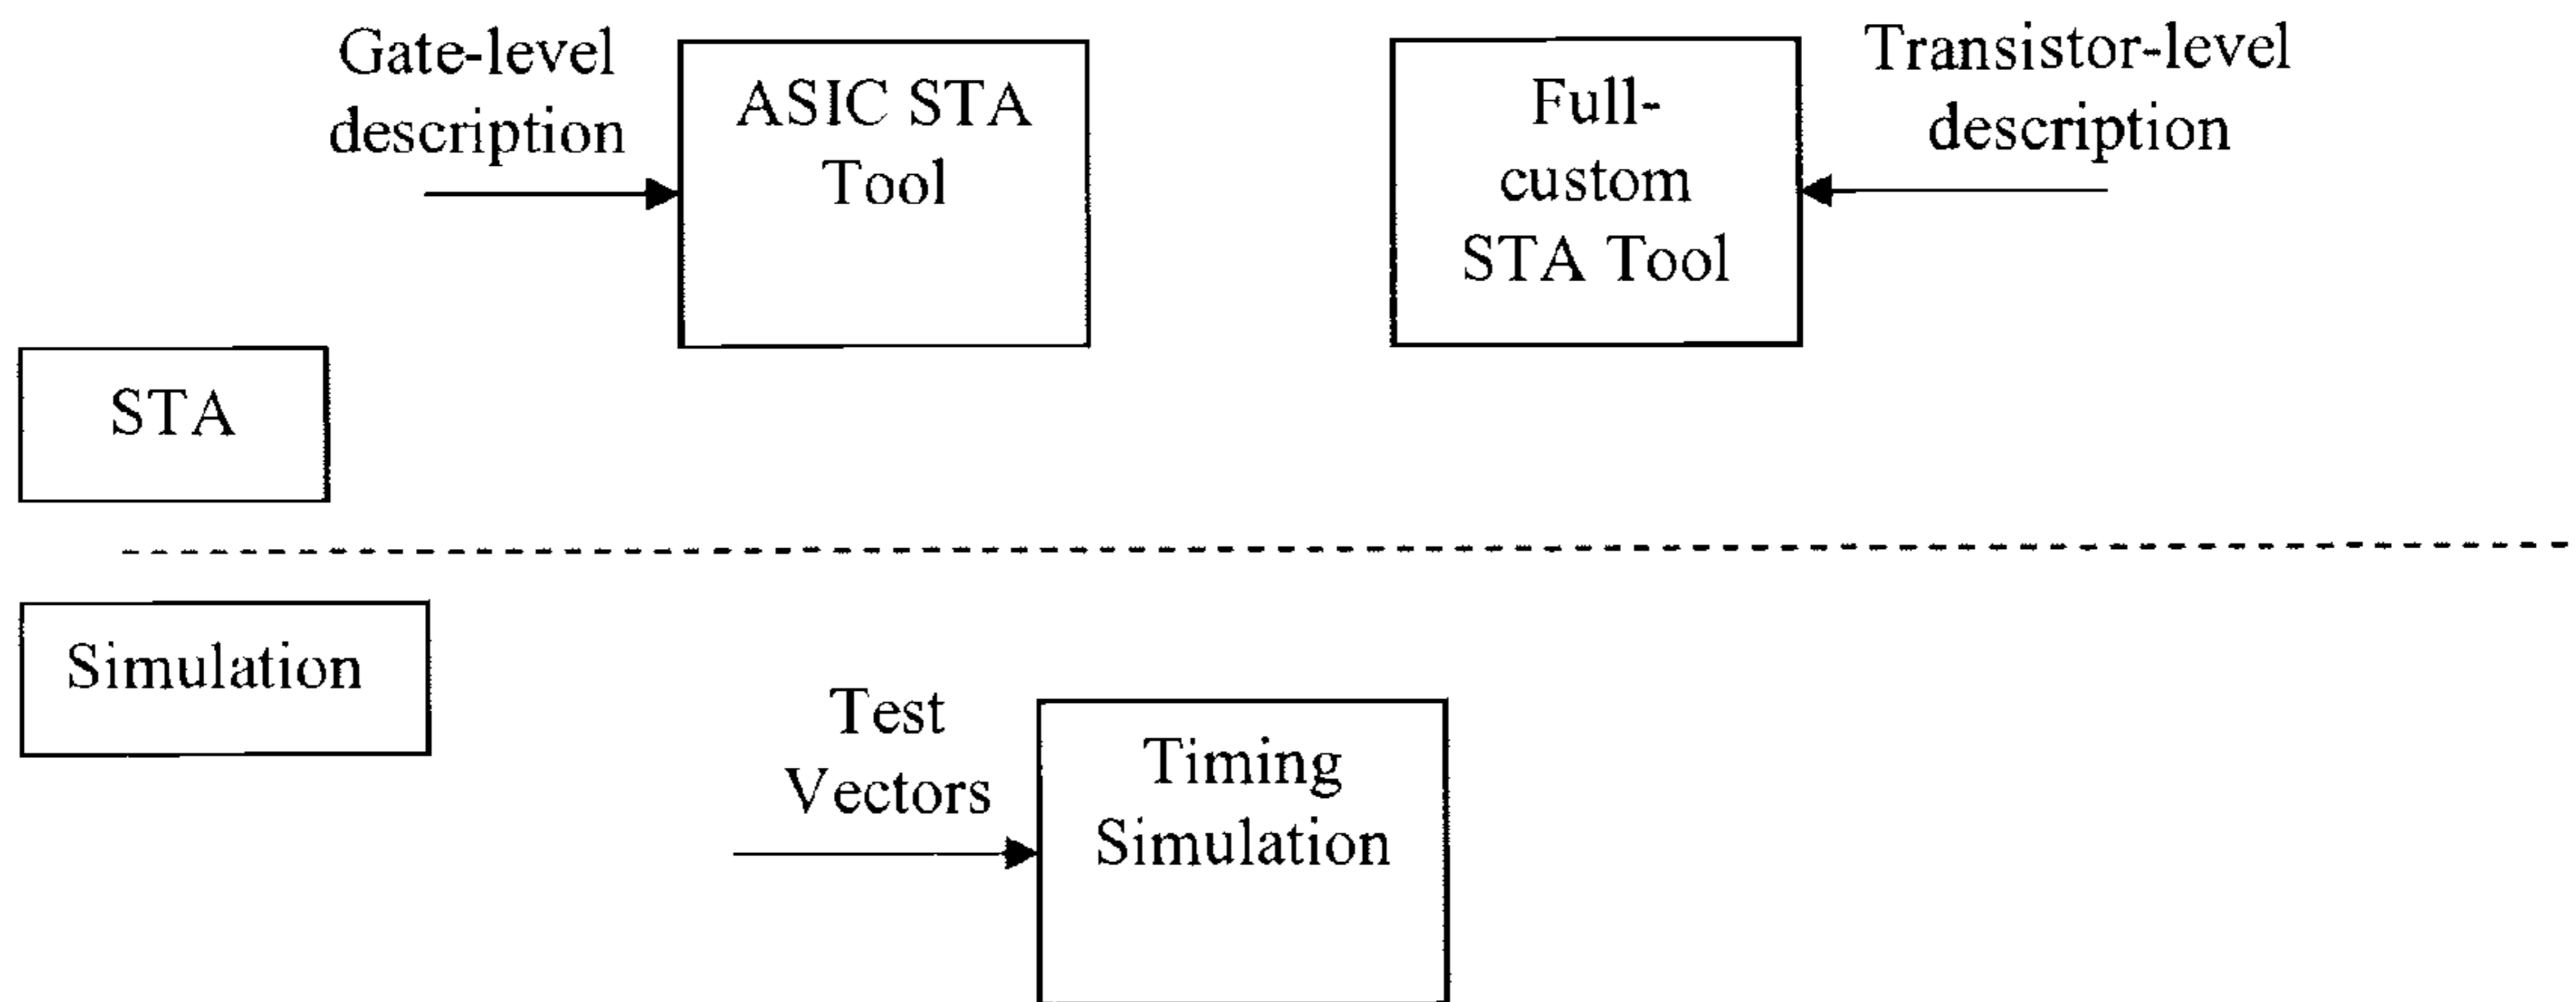 Gate-level
description
ASIC STA
Tool
Full-
custom
STA Tool
Transistor-level
description
STA
Simulation
Test
Vectors
Timing
Simulation